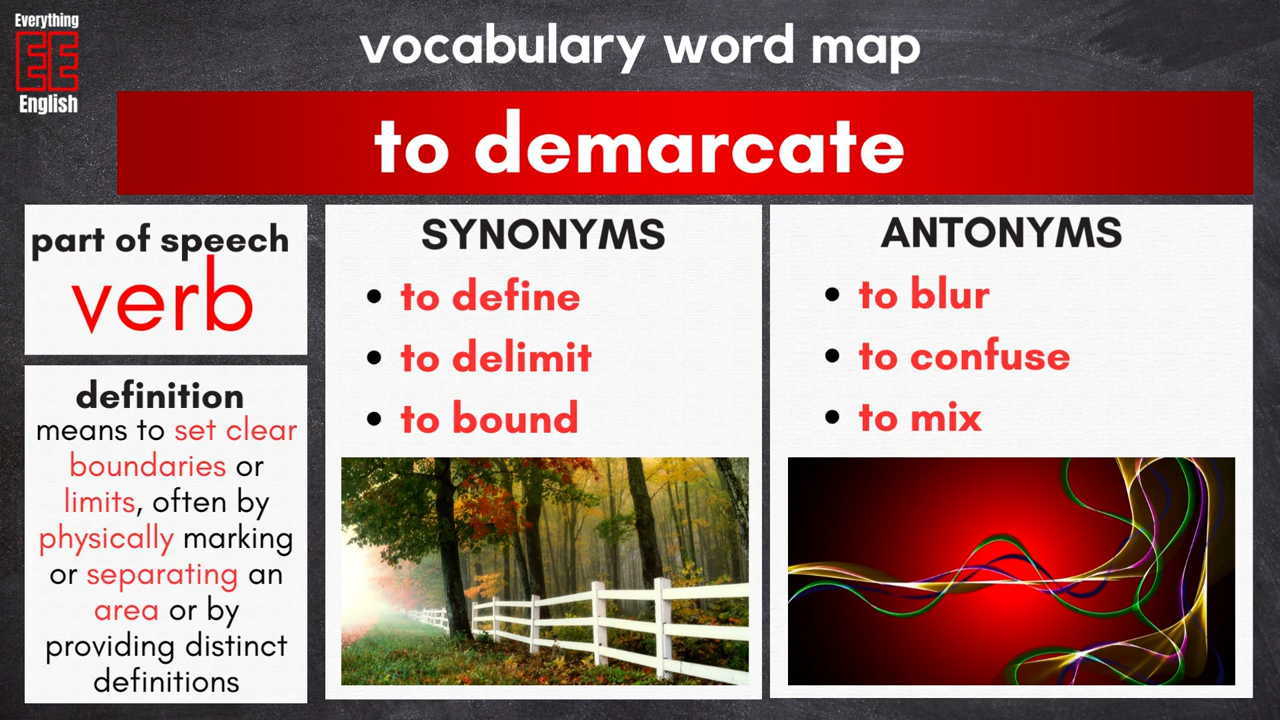 Everything
EE
English
vocabulary word map
to demarcate
part of speech
verb
definition
means to set clear
boundaries or
limits, often by
physically marking
or separating an
area or by
providing distinct
definitions
SYNONYMS
• to define
• to delimit
• to bound
ANTONYMS
• to blur
• to confuse
• to mix